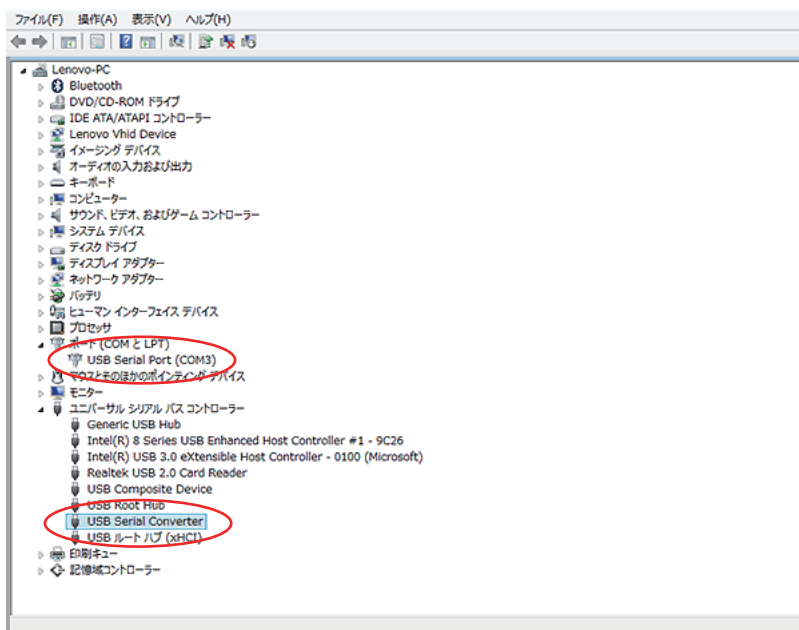 ファイル(F) 操作(A) 表示(V) ヘルプ(H)
Lenovo-PC
Bluetooth
DVD/CD-ROM ドライブ
IDE ATA/ATAPI コントローラー
Lenovo Vhid Device
イメージング デバイス
オーディオの入力および出力
キーボード
コンピューター
サウンド、ビデオ、およびゲーム コントローラー
システム デバイス
ディスク ドライブ
ディスプレイ アダプター
ネットワーク アダプター
バッテリ
ヒューマン インターフェイス デバイス
プロセッサ
ポート (COM と LPT)
USB Serial Port (COM3)
マウスとそのほかのポインティング デバイス
モニター
ユニバーサル シリアル バス コントローラー
Generic USB Hub
Intel(R) 8 Series USB Enhanced Host Controller #1 - 9C26
Intel(R) USB 3.0 eXtensible Host Controller - 0100 (Microsoft)
Realtek USB 2.0 Card Reader
USB Composite Device
USB Root Hub
USB Serial Converter
USB ルート ハブ (xHCI)
印刷キュー
記憶域コントローラー